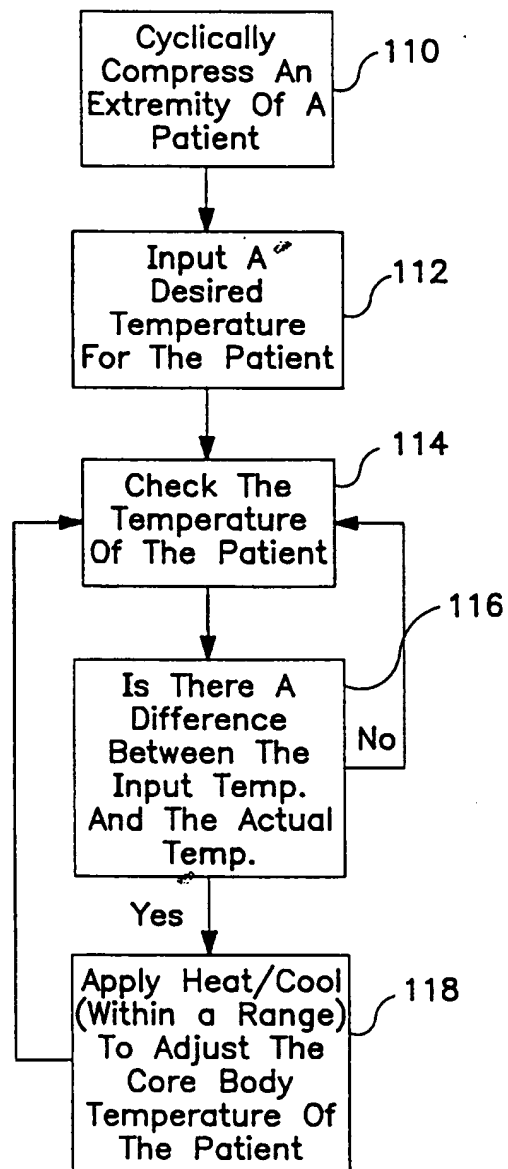 Cyclically
Compress An
Extremity Of A
Patient
110
Input A
Desired
Temperature
For The Patient
112
Check The
Temperature
Of The Patient
114
Is There A
Difference
Between The
Input Temp.
And The Actual
Temp.
116
No
Yes
Apply Heat/Cool
(Within a Range)
To Adjust The
Core Body
Temperature Of
The Patient
118